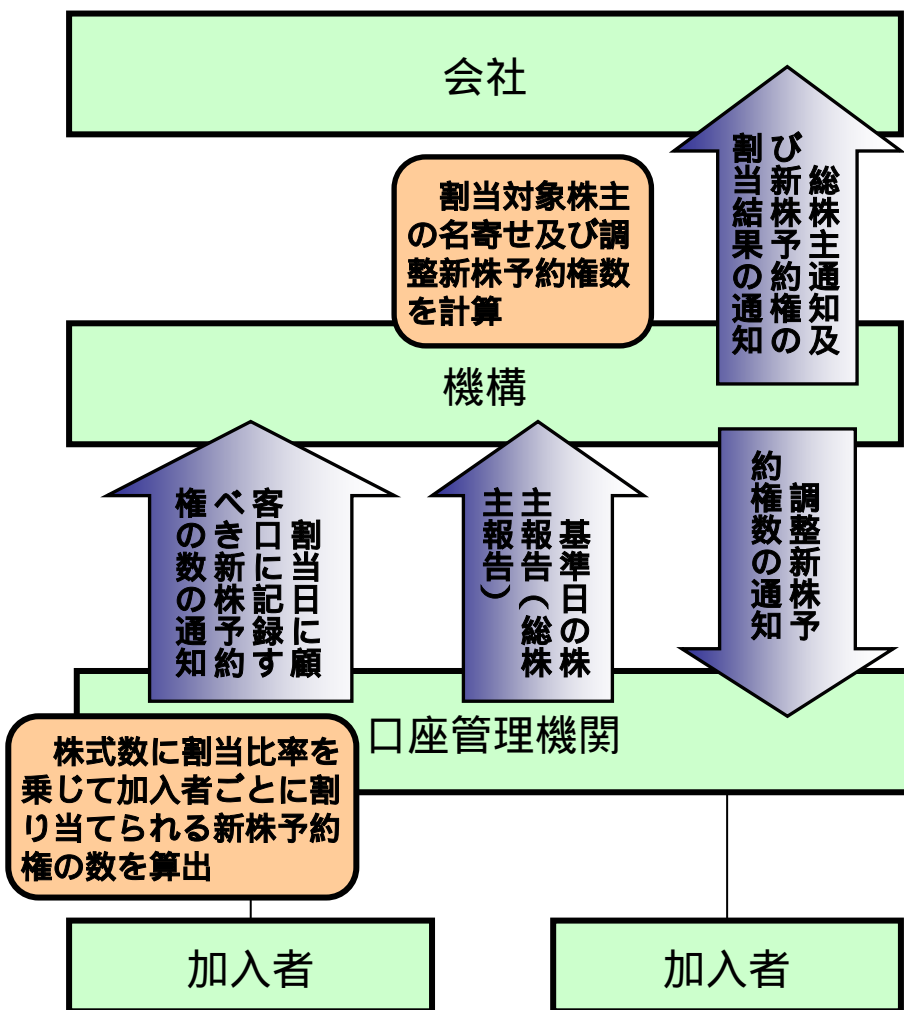 会社
総株主通知及
び新株予約権の
割当結果の通知
割当対象株主
の名寄せ及び調
整新株予約権数
を計算
機構
割当日に顧
客口に記録す
べき新株予約
権の数の通知
基準日の株
主報告（総株
主報告）
調整新株予
約権数の通知
口座管理機関
株式数に割当比率を
乗じて加入者ごとに割
り当てられる新株予約
権の数を算出
加入者
加入者